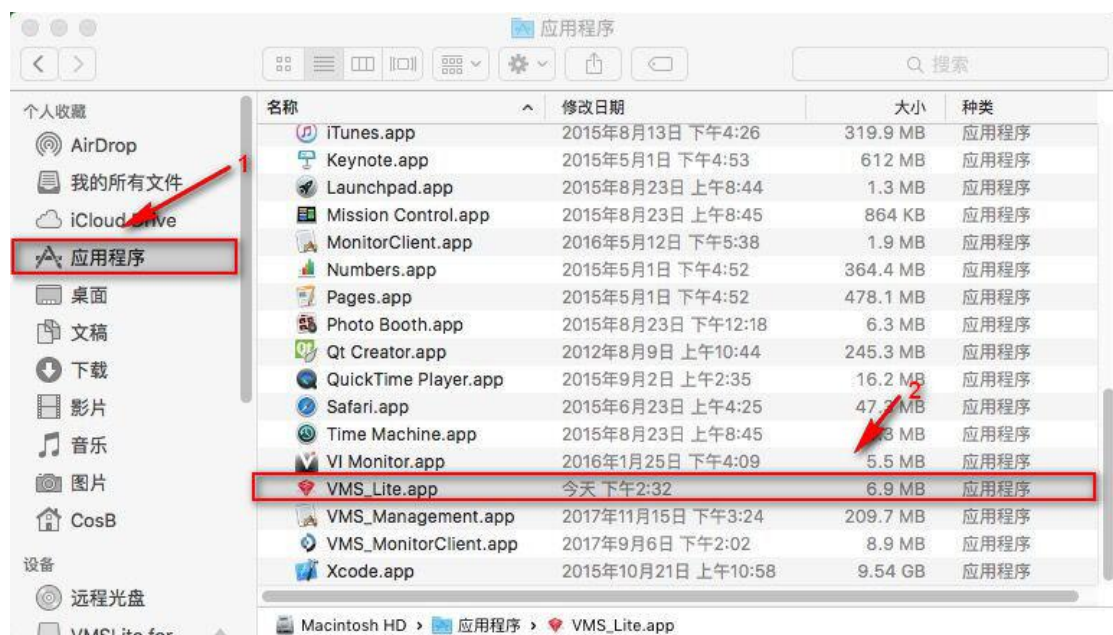 应用程序
搜索
个人收藏
AirDrop
我的所有文件
iCloud Drive
应用程序
桌面
文稿
下载
影片
音乐
图片
CosB
设备
远程光盘
1
名称 修改日期 大小 种类
iTunes.app 2015年8月13日 下午4:26 319.9 MB 应用程序
Keynote.app 2015年5月1日 下午4:53 612 MB 应用程序
Launchpad.app 2015年8月23日 上午8:44 1.3 MB 应用程序
Mission Control.app 2015年8月23日 上午8:45 864 KB 应用程序
MonitorClient.app 2016年5月12日 下午5:38 1.9 MB 应用程序
Numbers.app 2015年5月1日 下午4:52 364.4 MB 应用程序
Pages.app 2015年5月1日 下午4:52 478.1 MB 应用程序
Photo Booth.app 2015年8月23日 下午12:18 6.3 MB 应用程序
Qt Creator.app 2012年8月9日 上午10:44 245.3 MB 应用程序
QuickTime Player.app 2015年9月2日 上午2:35 16.2 MB 应用程序
2
Safari.app 2015年6月23日 上午4:25 47.3 MB 应用程序
Time Machine.app 2015年8月23日 上午8:45 MB 应用程序
VI Monitor.app 2016年1月25日 下午4:09 5.5 MB 应用程序
VMS_Lite.app 今天 下午2:32 6.9 MB 应用程序
VMS_Management.app 2017年11月15日 下午3:24 209.7 MB 应用程序
VMS_MonitorClient.app 2017年9月6日 下午2:02 8.9 MB 应用程序
Xcode.app 2015年10月21日 上午10:58 9.54 GB 应用程序
Macintosh HD › 应用程序 › VMS_Lite.app